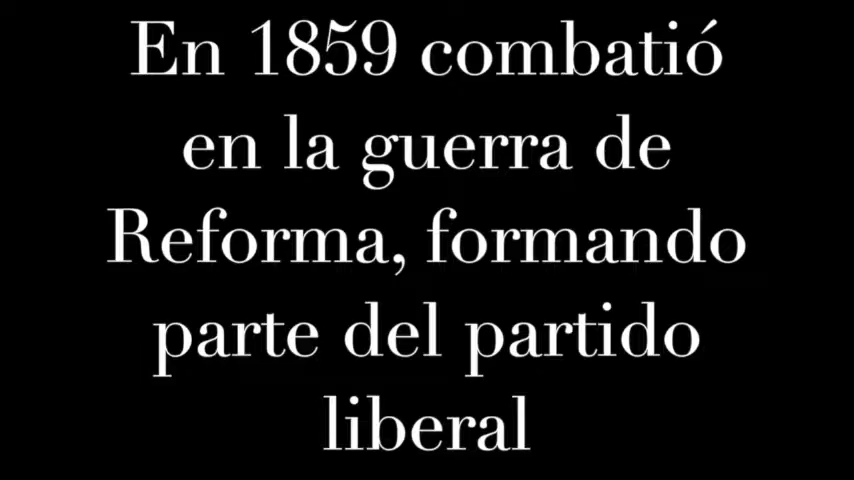 En 1859 combatió
en la guerra de
Reforma, formando
parte del partido
liberal